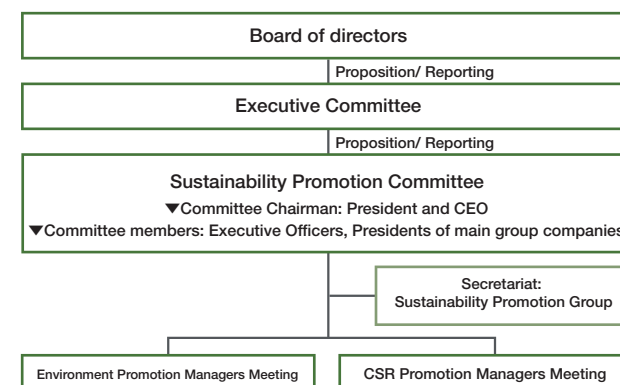 Board of directors
Proposition/ Reporting
Executive Committee
Proposition/ Reporting
Sustainability Promotion Committee
▼Committee Chairman: President and CEO
▼Committee members: Executive Officers, Presidents of main group companies
Secretariat:
Sustainability Promotion Group
Environment Promotion Managers Meeting
CSR Promotion Managers Meeting